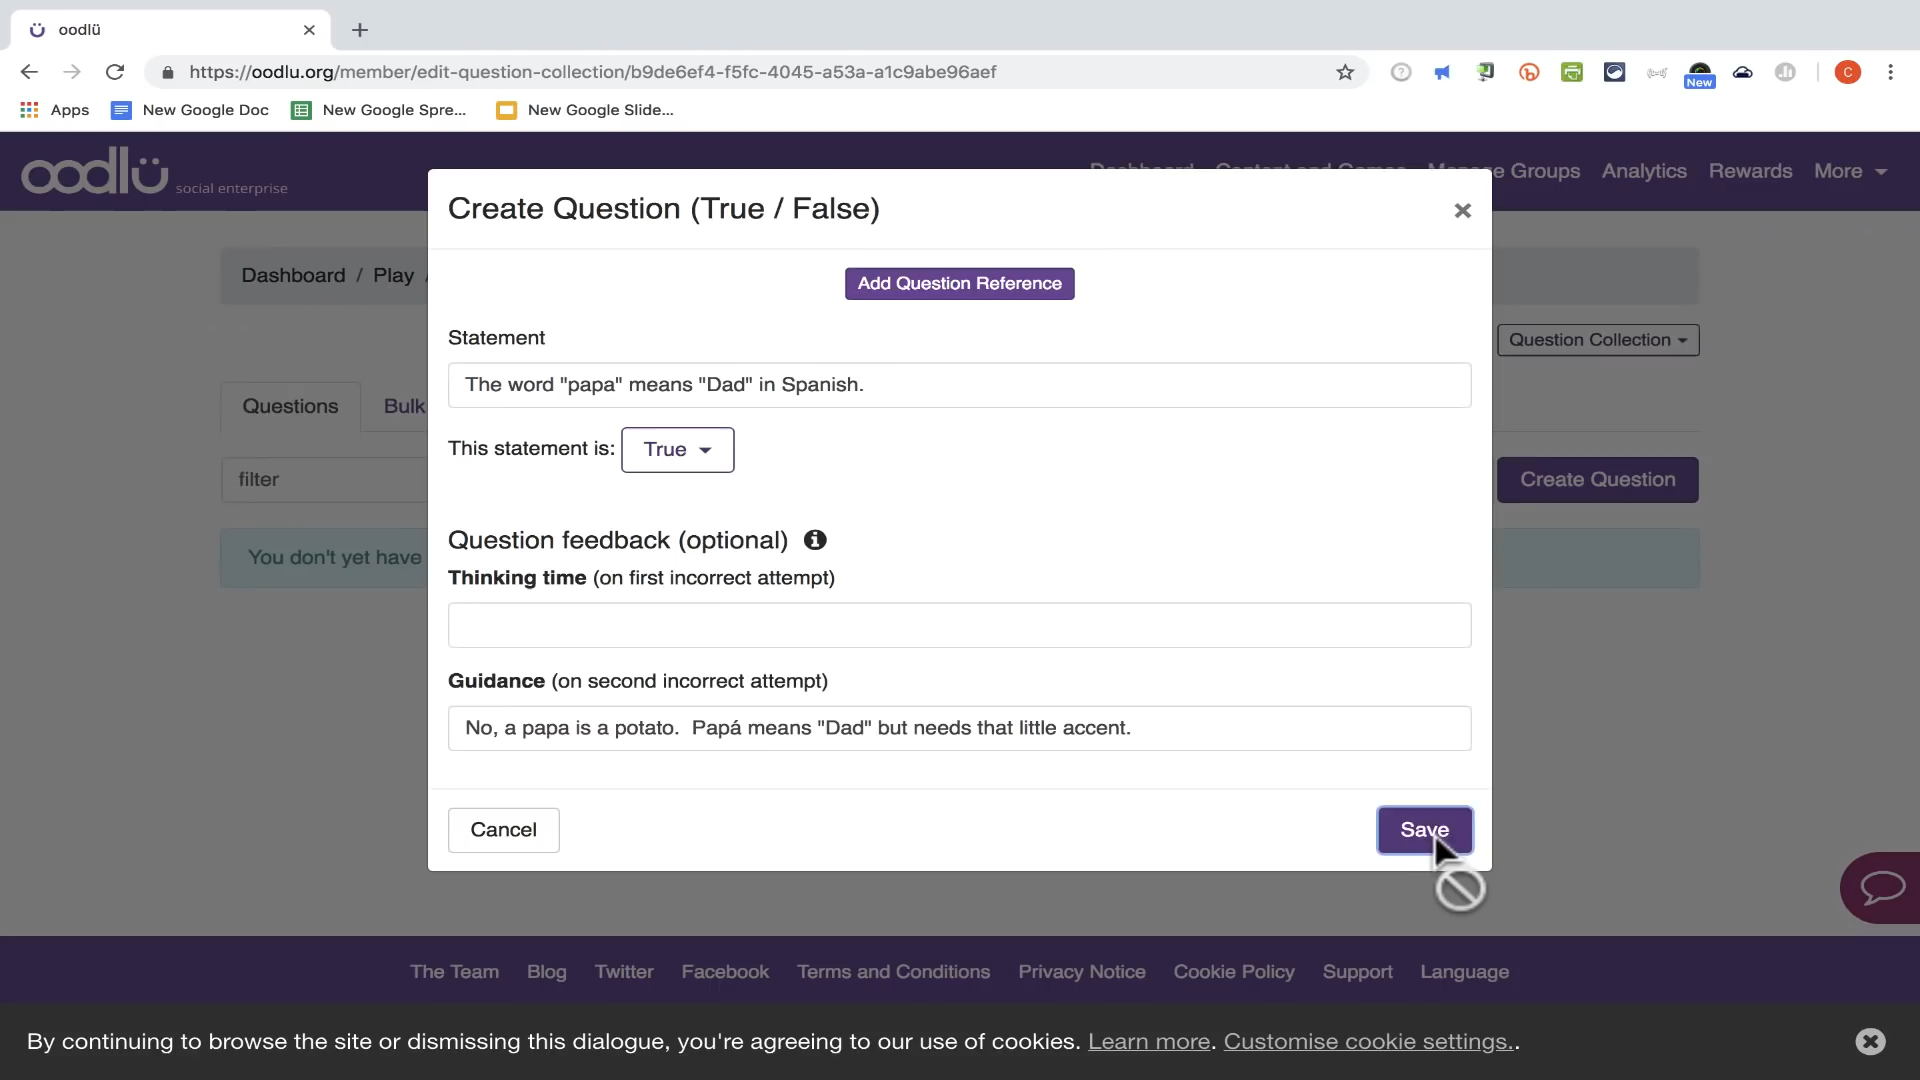 oodlü
https://oodlu.org/member/edit-question-collection/b9de6ef4-f5fc-4045-a53a-a1c9abe96aef
New
C
Apps
New Google Doc
New Google Spre...
New Google Slide...
oodlü social enterprise
Dashboard Content and Games Manage Groups Analytics Rewards More
Create Question (True / False)
Dashboard / Play /
Add Question Reference
Statement
Question Collection
The word "papa" means "Dad" in Spanish.
Questions
Bulk
This statement is: True
filter
Create Question
Question feedback (optional)
You don't yet have
Thinking time (on first incorrect attempt)
Guidance (on second incorrect attempt)
No, a papa is a potato.  Papá means "Dad" but needs that little accent.
Cancel
Save
The Team Blog Twitter Facebook Terms and Conditions Privacy Notice Cookie Policy Support Language
By continuing to browse the site or dismissing this dialogue, you're agreeing to our use of cookies. Learn more. Customise cookie settings..